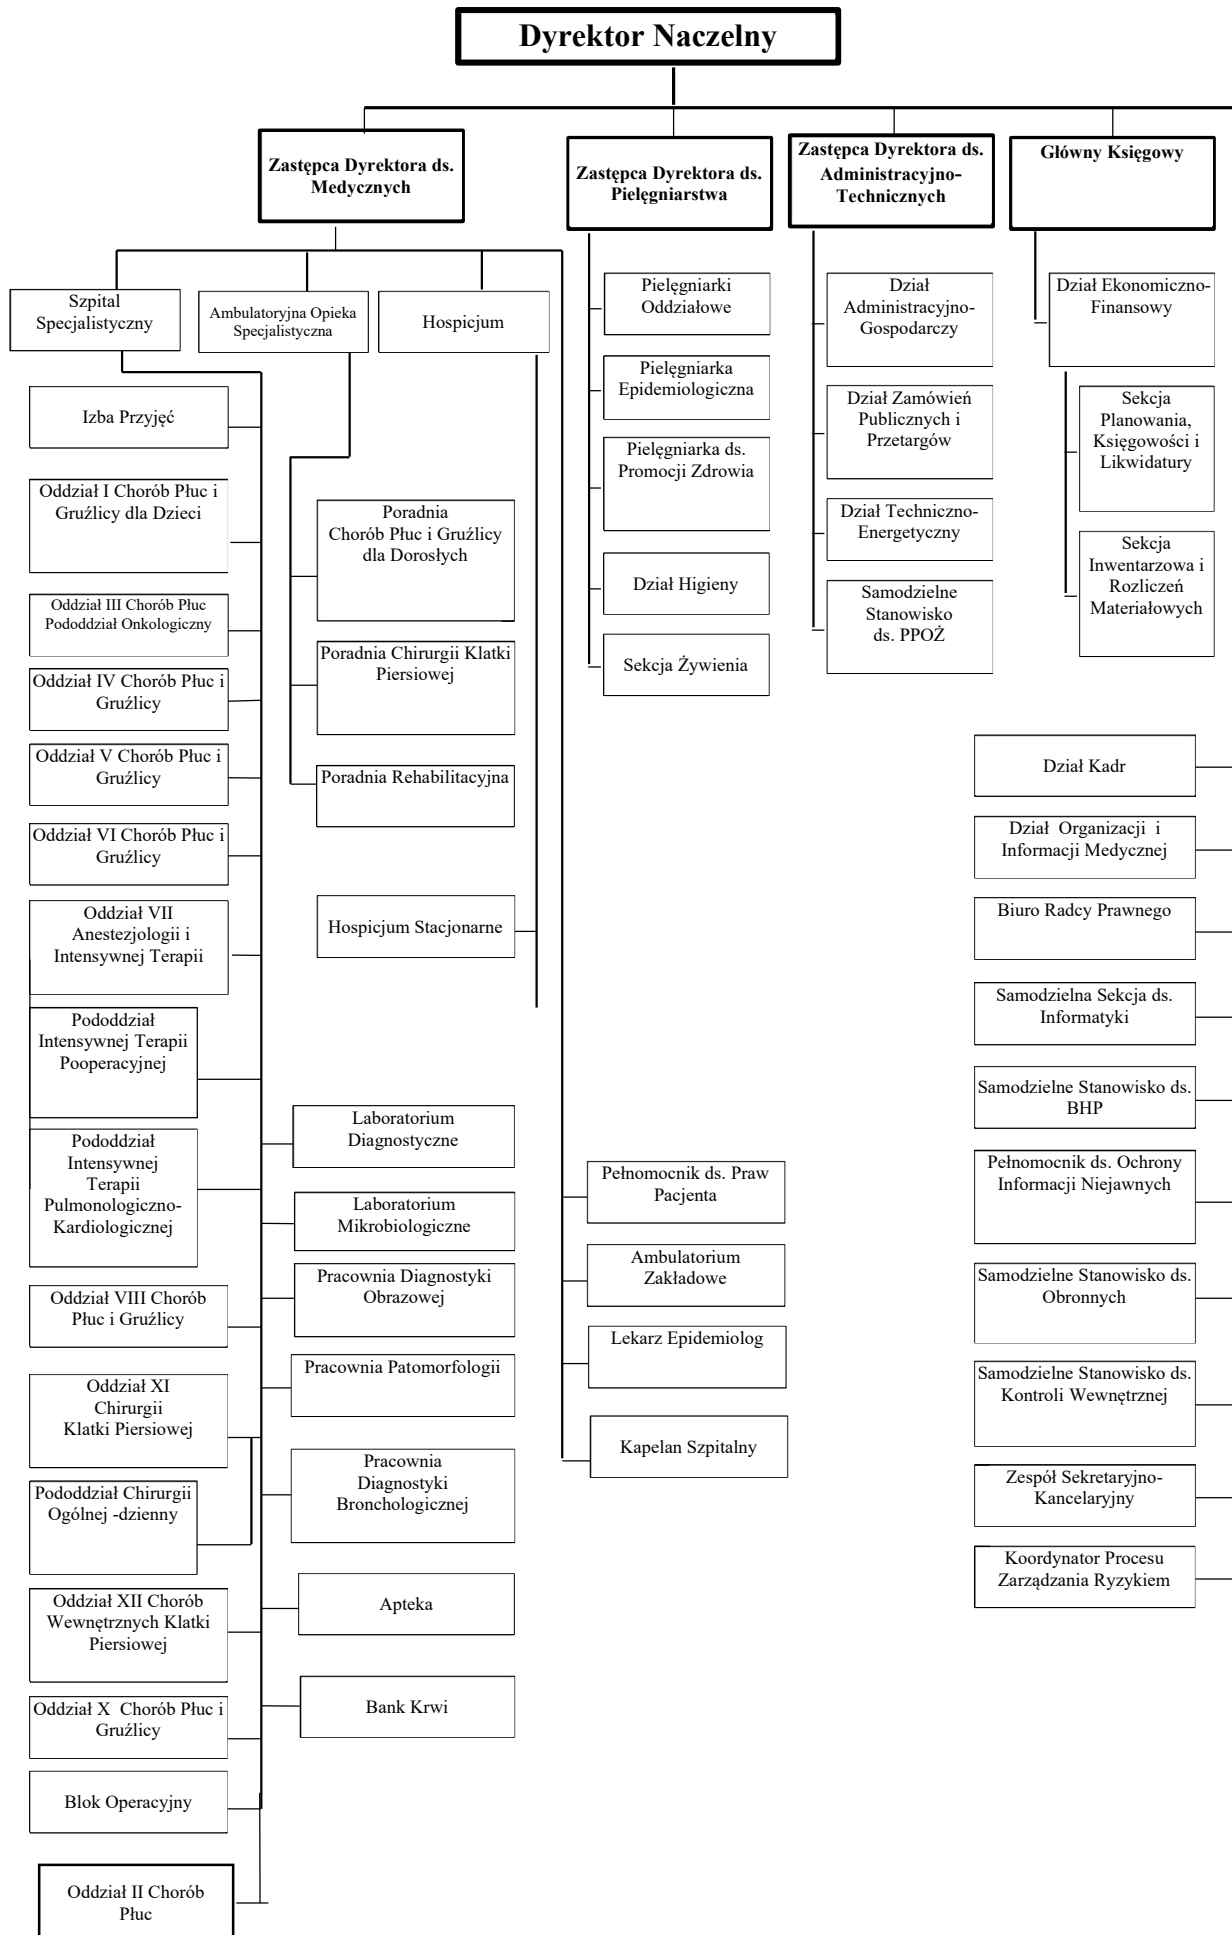 Dyrektor Naczelny
Zastępca Dyrektora ds.
Medycznych
Zastępca Dyrektora ds.
Pielęgniarstwa
Zastępca Dyrektora ds.
Administracyjno-
Technicznych
Główny Księgowy
Szpital
Specjalistyczny
Ambulatoryjna Opieka
Specjalistyczna
Hospicjum
Pielęgniarki
Oddziałowe
Pielęgniarka
Epidemiologiczna
Pielęgniarka ds.
Promocji Zdrowia
Dział Higieny
Sekcja Żywienia
Dział
Administracyjno-
Gospodarczy
Dział Zamówień
Publicznych i
Przetargów
Dział Techniczno-
Energetyczny
Samodzielne
Stanowisko
ds. PPOŻ
Dział Ekonomiczno-
Finansowy
Sekcja
Planowania,
Księgowości i
Likwidatury
Sekcja
Inwentarzowa i
Rozliczeń
Materiałowych
Izba Przyjęć
Oddział I Chorób Płuc i
Gruźlicy dla Dzieci
Oddział III Chorób Płuc
Pododdział Onkologiczny
Oddział IV Chorób Płuc i
Gruźlicy
Oddział V Chorób Płuc i
Gruźlicy
Oddział VI Chorób Płuc i
Gruźlicy
Oddział VII
Anestezjologii i
Intensywnej Terapii
Pododdział
Intensywnej Terapii
Pooperacyjnej
Pododdział
Intensywnej
Terapii
Pulmonologiczno-
Kardiologicznej
Oddział VIII Chorób
Płuc i Gruźlicy
Oddział XI
Chirurgii
Klatki Piersiowej
Pododdział Chirurgii
Ogólnej -dzienny
Oddział XII Chorób
Wewnętrznych Klatki
Piersiowej
Oddział X Chorób Płuc i
Gruźlicy
Blok Operacyjny
Oddział II Chorób
Płuc
Poradnia
Chorób Płuc i Gruźlicy
dla Dorosłych
Poradnia Chirurgii Klatki
Piersiowej
Poradnia Rehabilitacyjna
Hospicjum Stacjonarne
Laboratorium
Diagnostyczne
Laboratorium
Mikrobiologiczne
Pracownia Diagnostyki
Obrazowej
Pracownia Patomorfologii
Pracownia
Diagnostyki
Bronchologicznej
Apteka
Bank Krwi
Pełnomocnik ds. Praw
Pacjenta
Ambulatorium
Zakładowe
Lekarz Epidemiolog
Kapelan Szpitalny
Dział Kadr
Dział Organizacji i
Informacji Medycznej
Biuro Radcy Prawnego
Samodzielna Sekcja ds.
Informatyki
Samodzielne Stanowisko ds.
BHP
Pełnomocnik ds. Ochrony
Informacji Niejawnych
Samodzielne Stanowisko ds.
Obronnych
Samodzielne Stanowisko ds.
Kontroli Wewnętrznej
Zespół Sekretaryjno-
Kancelaryjny
Koordynator Procesu
Zarządzania Ryzykiem